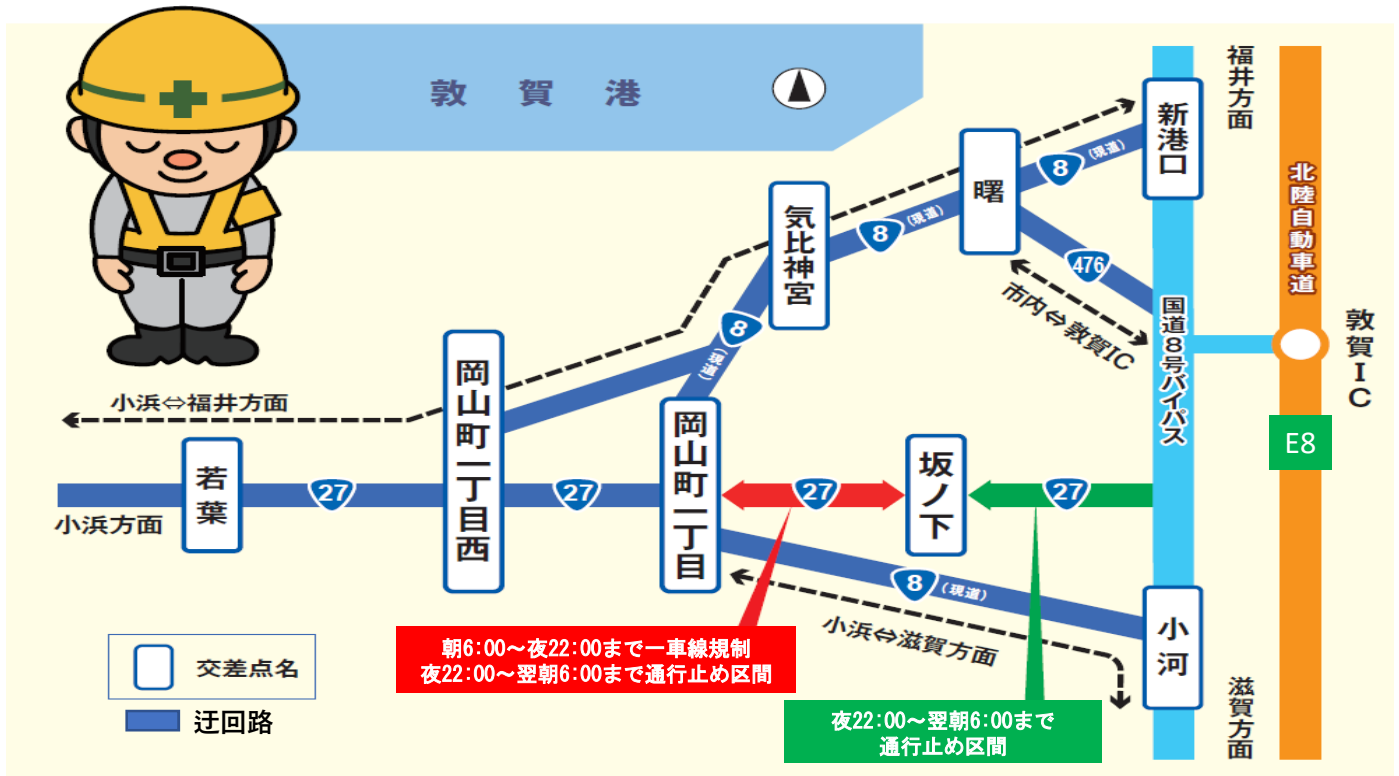 敦賀港
福井方面
新港口
8
(現道)
曙
北陸自動車道
気比神宮
8
(現道)
476
市内⇔敦賀IC
国道8号バイパス
敦賀IC
8
(現道)
岡山町一丁目西
小浜⇔福井方面
岡山町一丁目
E8
若葉
坂ノ下
27
27
27
27
小浜方面
8
(現道)
小浜⇔滋賀方面
小河
朝6:00～夜22:00まで一車線規制
夜22:00～翌朝6:00まで通行止め区間
交差点名
迂回路
夜22:00～翌朝6:00まで
通行止め区間
滋賀方面